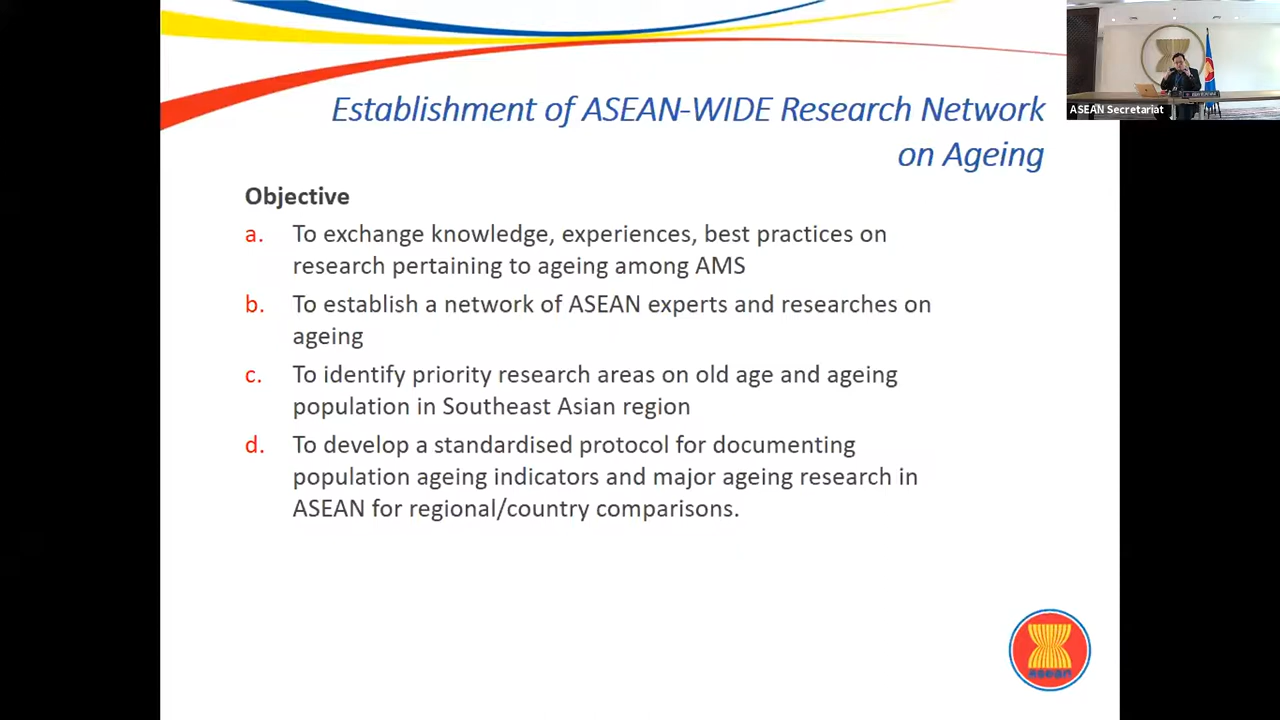 Establishment of ASEAN-WIDE Research Network
on Ageing
ASEAN Secretariat
Objective
a. To exchange knowledge, experiences, best practices on
research pertaining to ageing among AMS
b. To establish a network of ASEAN experts and researches on
ageing
c. To identify priority research areas on old age and ageing
population in Southeast Asian region
d. To develop a standardised protocol for documenting
population ageing indicators and major ageing research in
ASEAN for regional/country comparisons.
asean